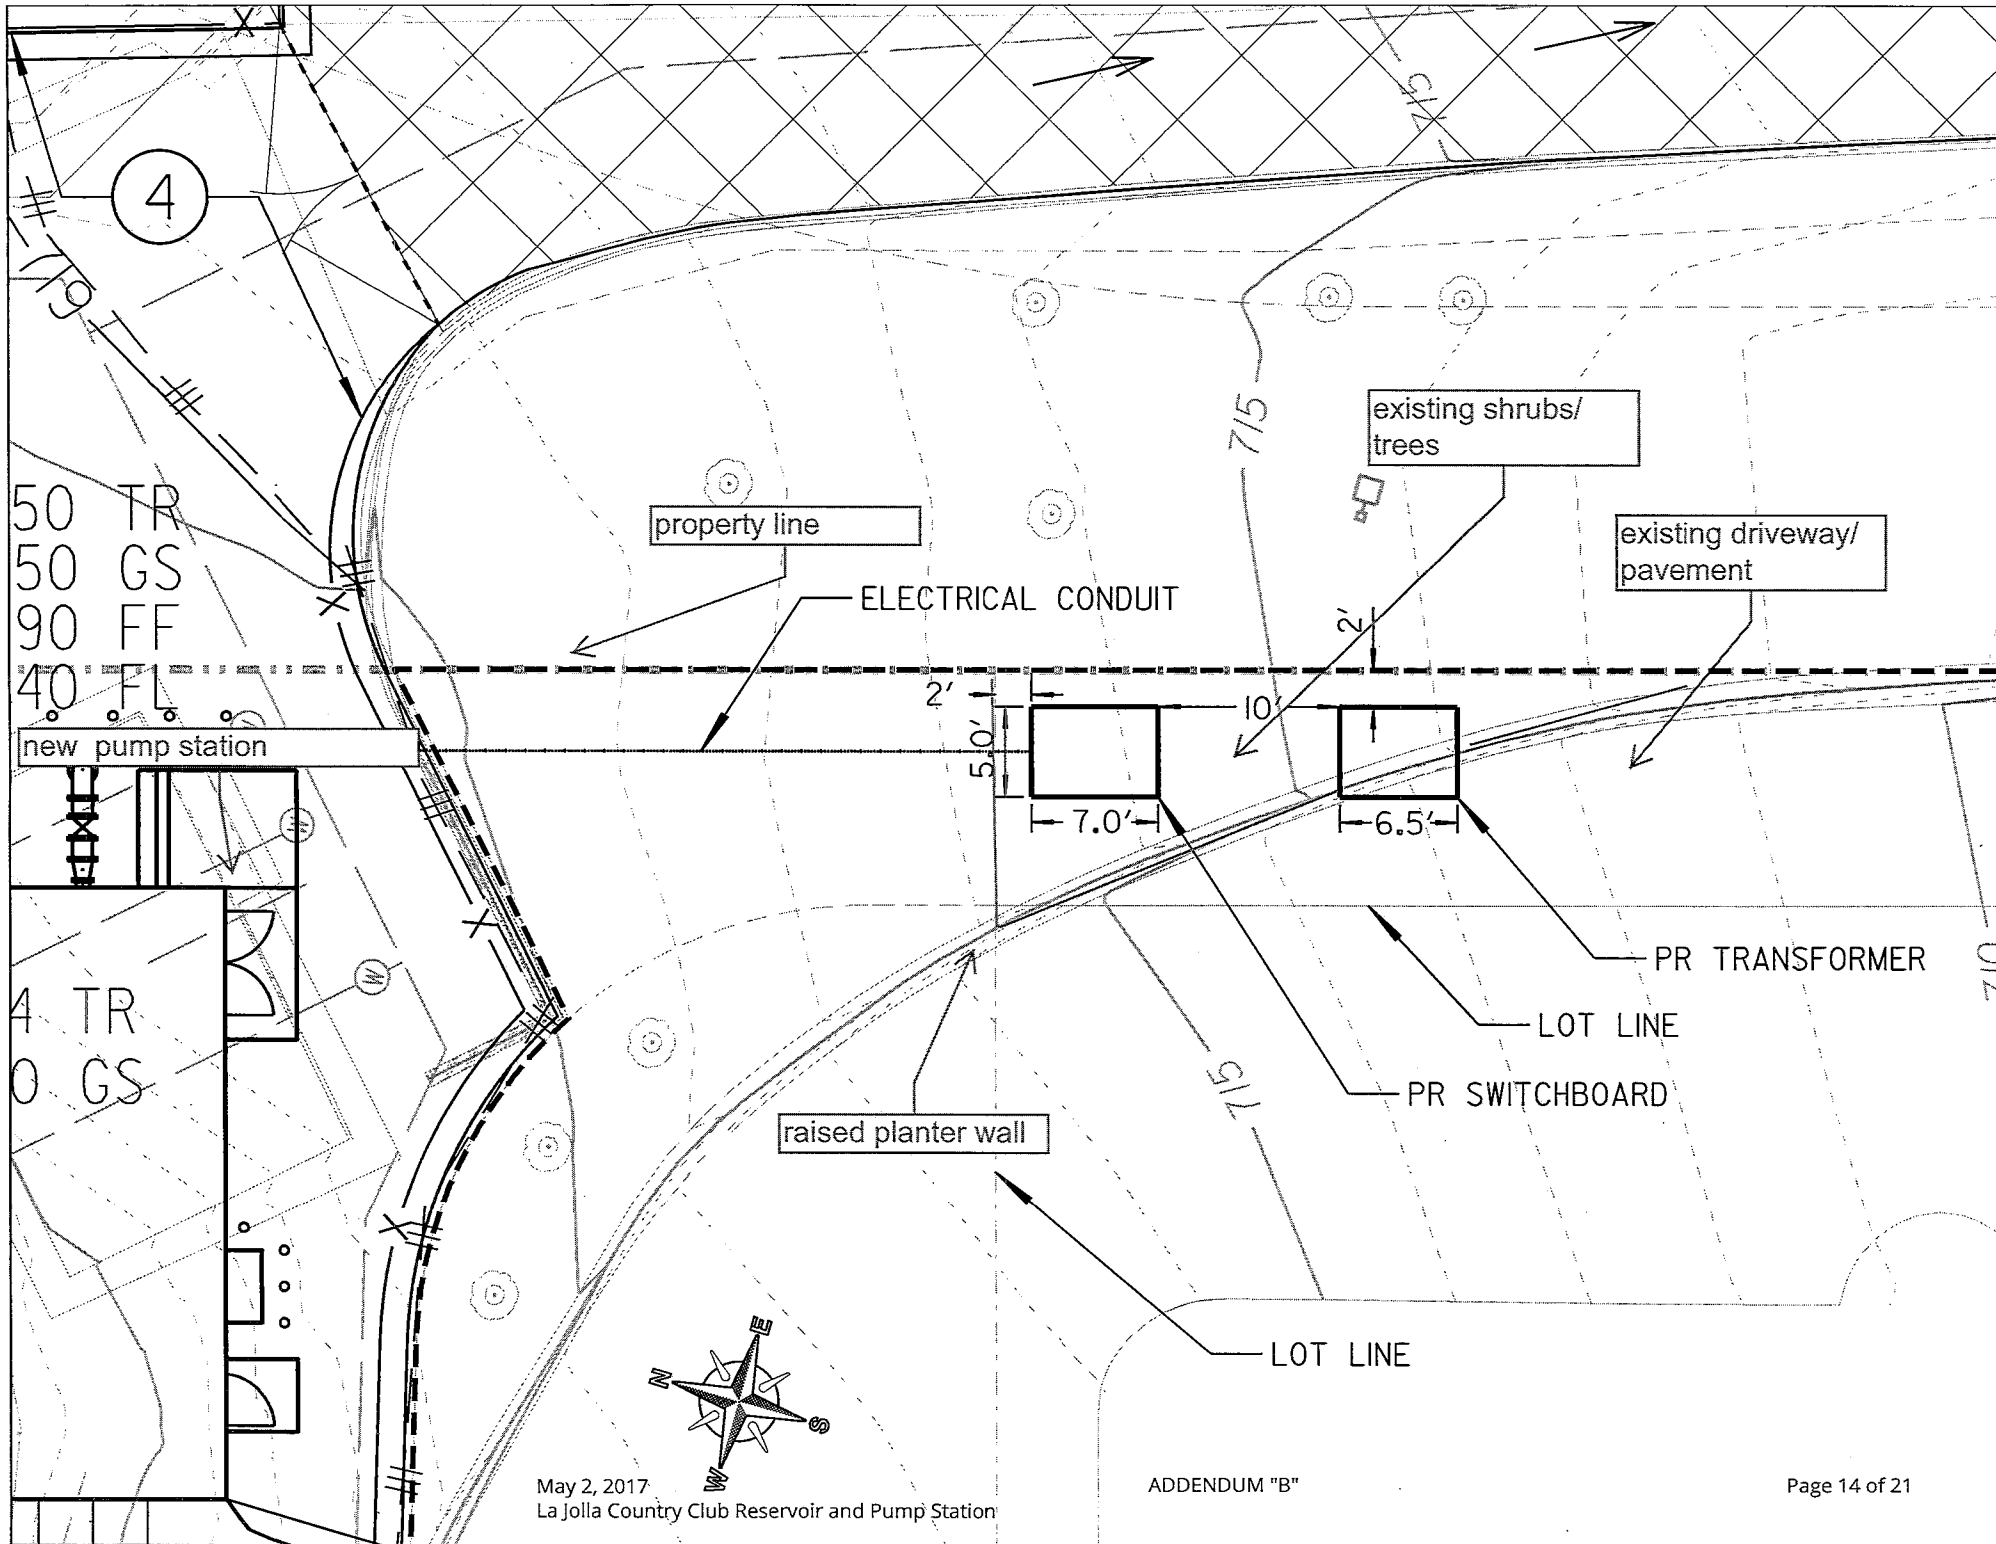 X
715
4
6
existing shrubs/
trees
715
50 TR
property line
existing driveway/
pavement
50 GS
ELECTRICAL CONDUIT
X
90 FF
2'
40 FL
2'
10'
new pump station
5.0'
7.0'
6.5'
W
X
PR TRANSFORMER
W
710
4 TR
LOT LINE
0 GS
715
PR SWITCHBOARD
raised planter wall
X
LOT LINE
E
N
S
W
May 2, 2017
La Jolla Country Club Reservoir and Pump Station
ADDENDUM "B"
Page 14 of 21